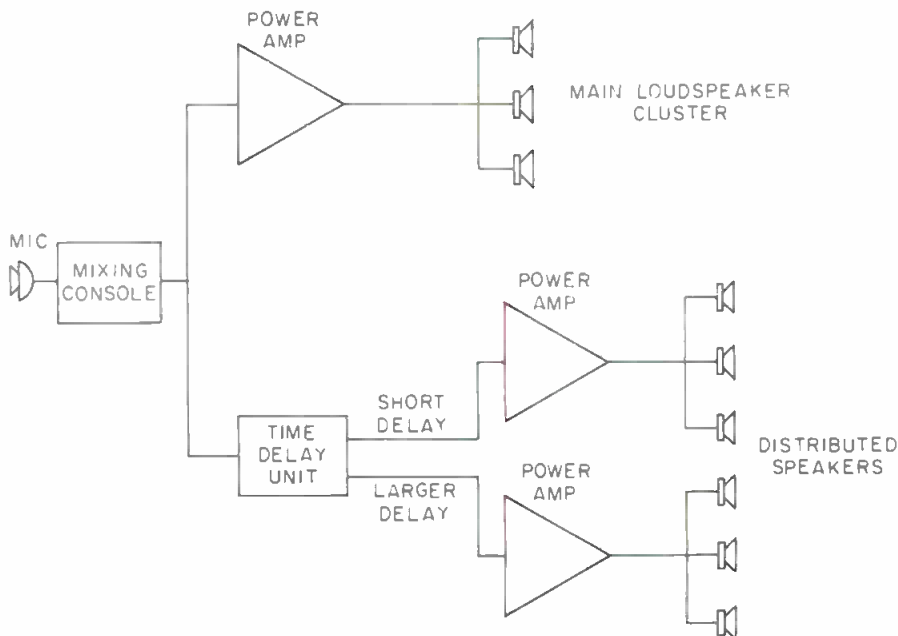 POWER
AMP
MAIN LOUDSPEAKER
CLUSTER
MIC
MIXING
CONSOLE
POWER
AMP
SHORT
DELAY
TIME
DELAY
UNIT
LARGER
DELAY
POWER
AMP
DISTRIBUTED
SPEAKERS